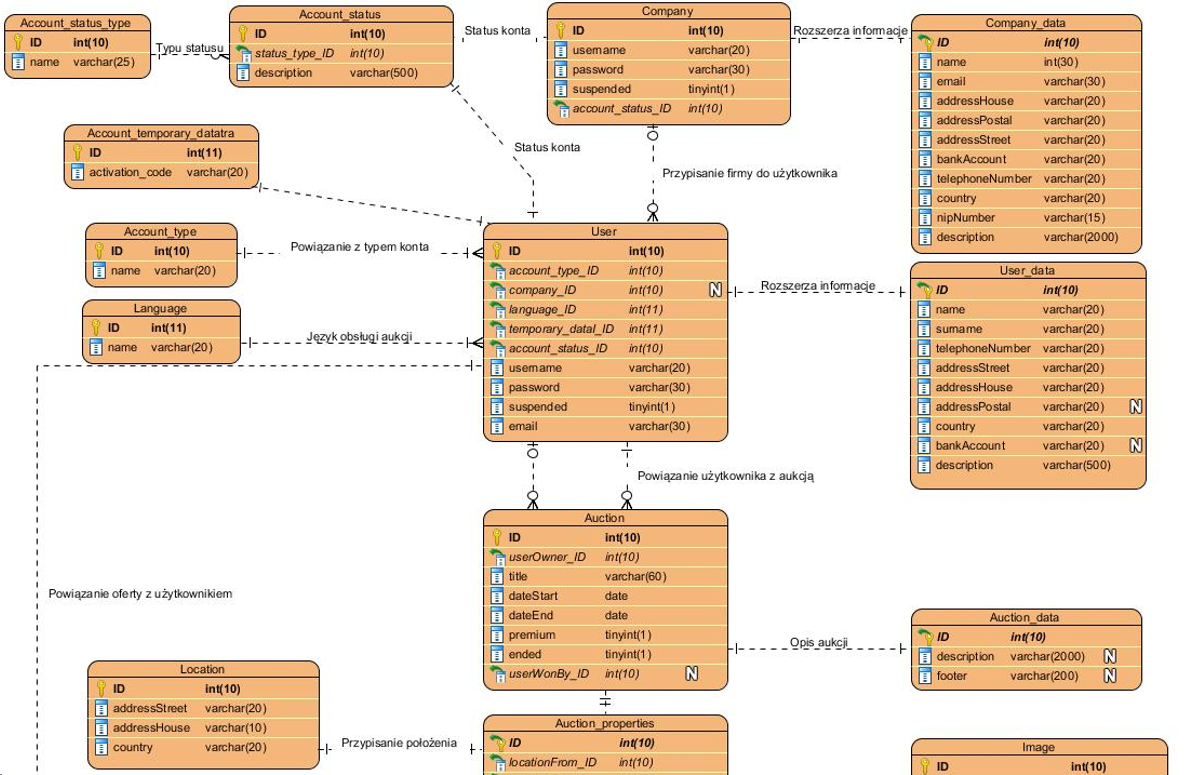 Account_status_type
ID int(10)
name varchar(25)
Typu statusu
Account_status
ID int(10)
status_type_ID int(10)
description varchar(500)
Status konta
Company
ID int(10)
username varchar(20)
password varchar(30)
suspended tinyint(1)
account_status_ID int(10)
Rozszerza informacje
Company_data
ID int(10)
name int(30)
email varchar(30)
addressHouse varchar(20)
addressPostal varchar(20)
addressStreet varchar(20)
bankAccount varchar(20)
telephoneNumber varchar(20)
country varchar(20)
nipNumber varchar(15)
description varchar(2000)
Account_temporary_datatra
ID int(11)
activation_code varchar(20)
Status konta
Przypisanie firmy do użytkownika
Account_type
ID int(10)
name varchar(20)
Powiązanie z typem konta
Language
ID int(11)
name varchar(20)
Język obsługi aukcji
User
ID int(10)
account_type_ID int(10)
company_ID int(10) N
language_ID int(11)
temporary_datal_ID int(11)
account_status_ID int(10)
username varchar(20)
password varchar(30)
suspended tinyint(1)
email varchar(30)
Rozszerza informacje
User_data
ID int(10)
name varchar(20)
surname varchar(20)
telephoneNumber varchar(20)
addressStreet varchar(20)
addressHouse varchar(20)
addressPostal varchar(20) N
country varchar(20)
bankAccount varchar(20) N
description varchar(500)
Powiązanie użytkownika z aukcją
Auction
ID int(10)
userOwner_ID int(10)
title varchar(60)
dateStart date
dateEnd date
premium tinyint(1)
ended tinyint(1)
userWonBy_ID int(10) N
Powiązanie oferty z użytkownikiem
Opis aukcji
Auction_data
ID int(10)
description varchar(2000) N
footer varchar(200) N
Location
ID int(10)
addressStreet varchar(20)
addressHouse varchar(10)
country varchar(20)
Przypisanie położenia
Auction_properties
ID int(10)
locationFrom_ID int(10)
Image
ID int(10)